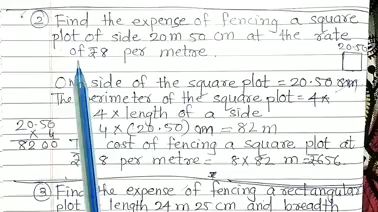 ② Find the expense of fencing a square
plot of side 20m 50 cm at the rate
of ₹8 per metre.
20.50
One side of the square plot = 20.50
The perimeter of the square plot = 4×
4 × length of a side
20.50
× 4
8200
4 × (20.50) m = 82 m
cost of fencing a square plot at
₹ 8 per metre = 8 × 82 m = ₹656.
③ Find the expense of fencing a rectangular
plot length 24 m 25 cm and breadth